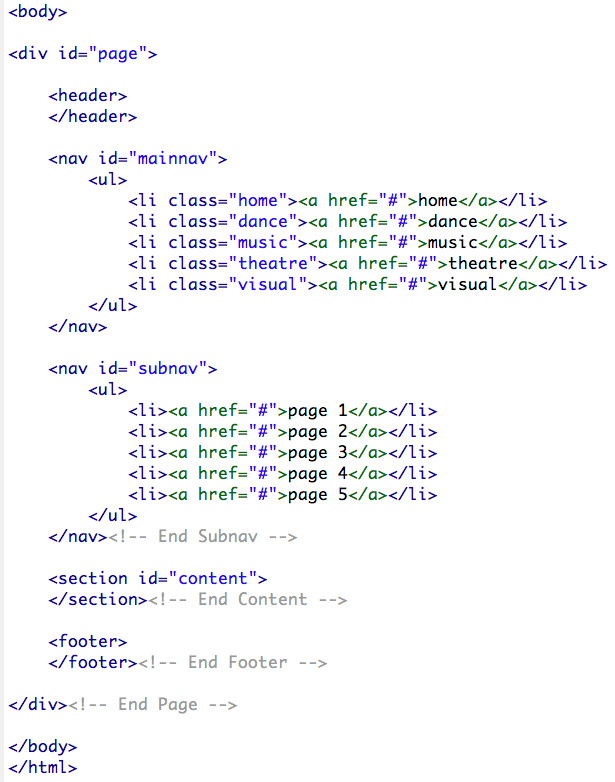 <body>
<div id="page">
<header>
</header>
<nav id="mainnav">
<ul>
<li class="home"><a href="#">home</a></li>
<li class="dance"><a href="#">dance</a></li>
<li class="music"><a href="#">music</a></li>
<li class="theatre"><a href="#">theatre</a></li>
<li class="visual"><a href="#">visual</a></li>
</ul>
</nav>
<nav id="subnav">
<ul>
<li><a href="#">page 1</a></li>
<li><a href="#">page 2</a></li>
<li><a href="#">page 3</a></li>
<li><a href="#">page 4</a></li>
<li><a href="#">page 5</a></li>
</ul>
</nav><!-- End Subnav -->
<section id="content">
</section><!-- End Content -->
<footer>
</footer><!-- End Footer -->
</div><!-- End Page -->
</body>
</html>